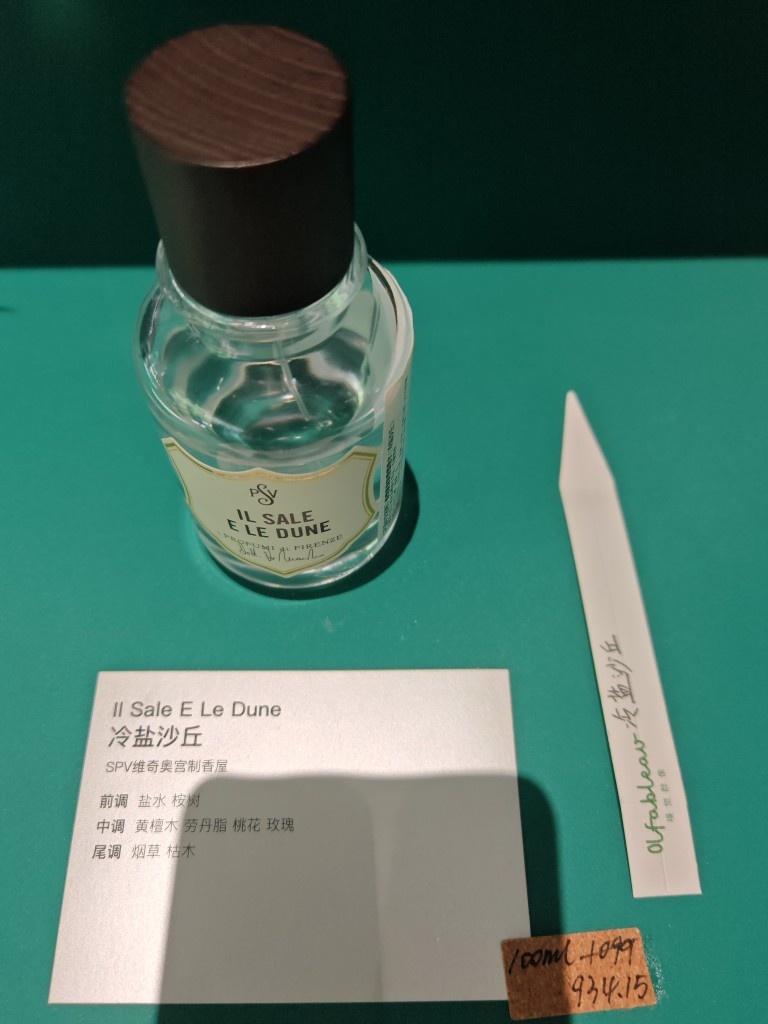 PSV
IL SALE
E LE DUNE
I PROFUMI di FIRENZE
Il Sale E Le Dune
冷盐沙丘
SPV维奇奥宫制香屋
前调 盐水 桉树
中调 黄檀木 劳丹脂 桃花 玫瑰
尾调 烟草 枯木
冷盐沙丘
Olfableaw
100ml 1099
934.15